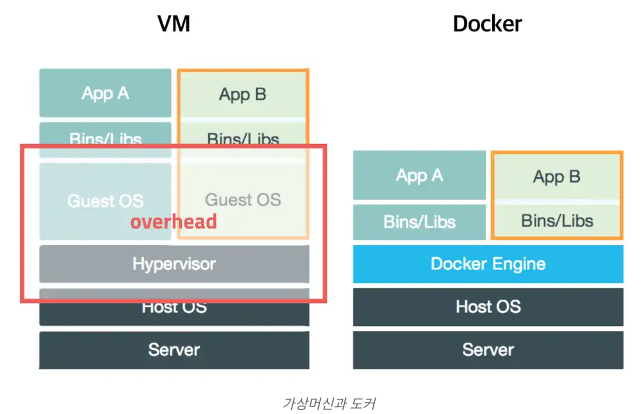 VM
Docker
App A
App B
Bins/Libs
Bins/Libs
Guest OS
Guest OS
overhead
Hypervisor
Host OS
Server
App A
App B
Bins/Libs
Bins/Libs
Docker Engine
Host OS
Server
가상머신과 도커